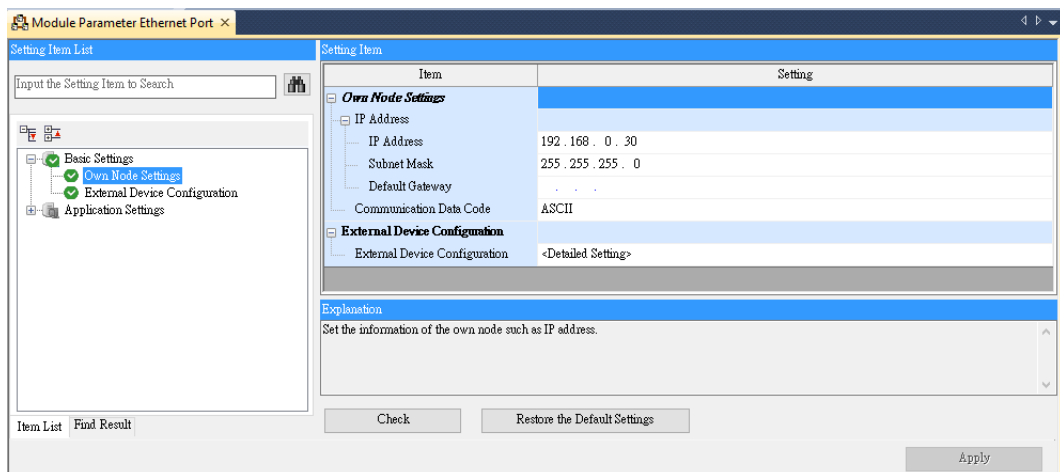 Module Parameter Ethernet Port
Setting Item List
Input the Setting Item to Search
Basic Settings
Own Node Settings
External Device Configuration
Application Settings
Item List Find Result
Setting Item
Item Setting
Own Node Settings
IP Address
IP Address 192 . 168 . 0 . 30
Subnet Mask 255 . 255 . 255 . 0
Default Gateway . . .
Communication Data Code ASCII
External Device Configuration
External Device Configuration <Detailed Setting>
Explanation
Set the information of the own node such as IP address.
Check Restore the Default Settings
Apply